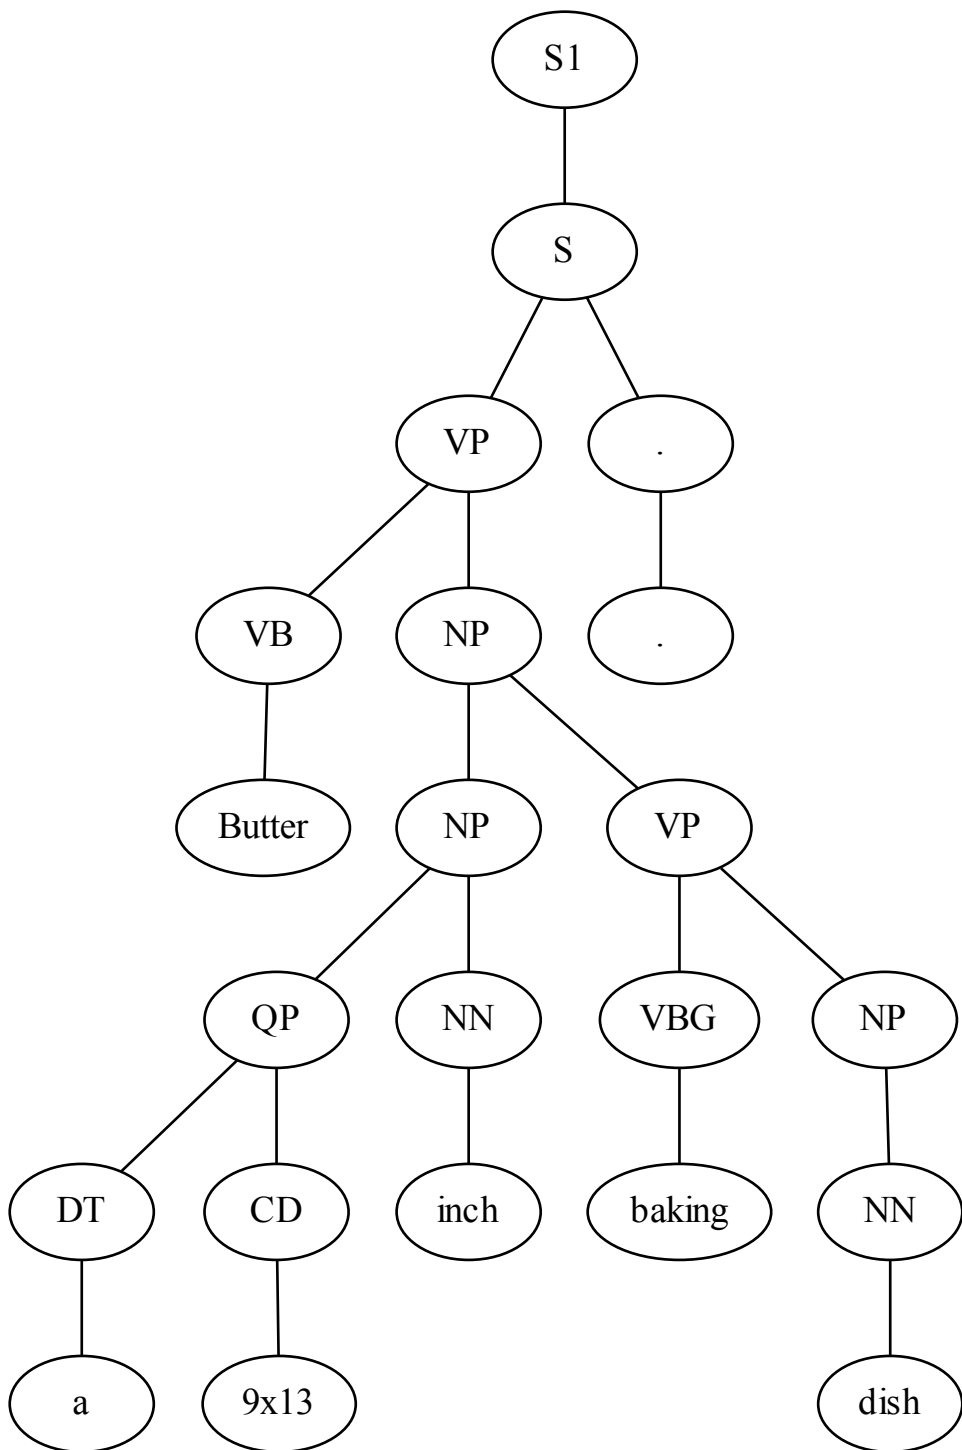 S1
S
VP .
VB NP .
Butter NP VP
QP NN VBG NP
DT CD inch baking NN
a 9x13 dish